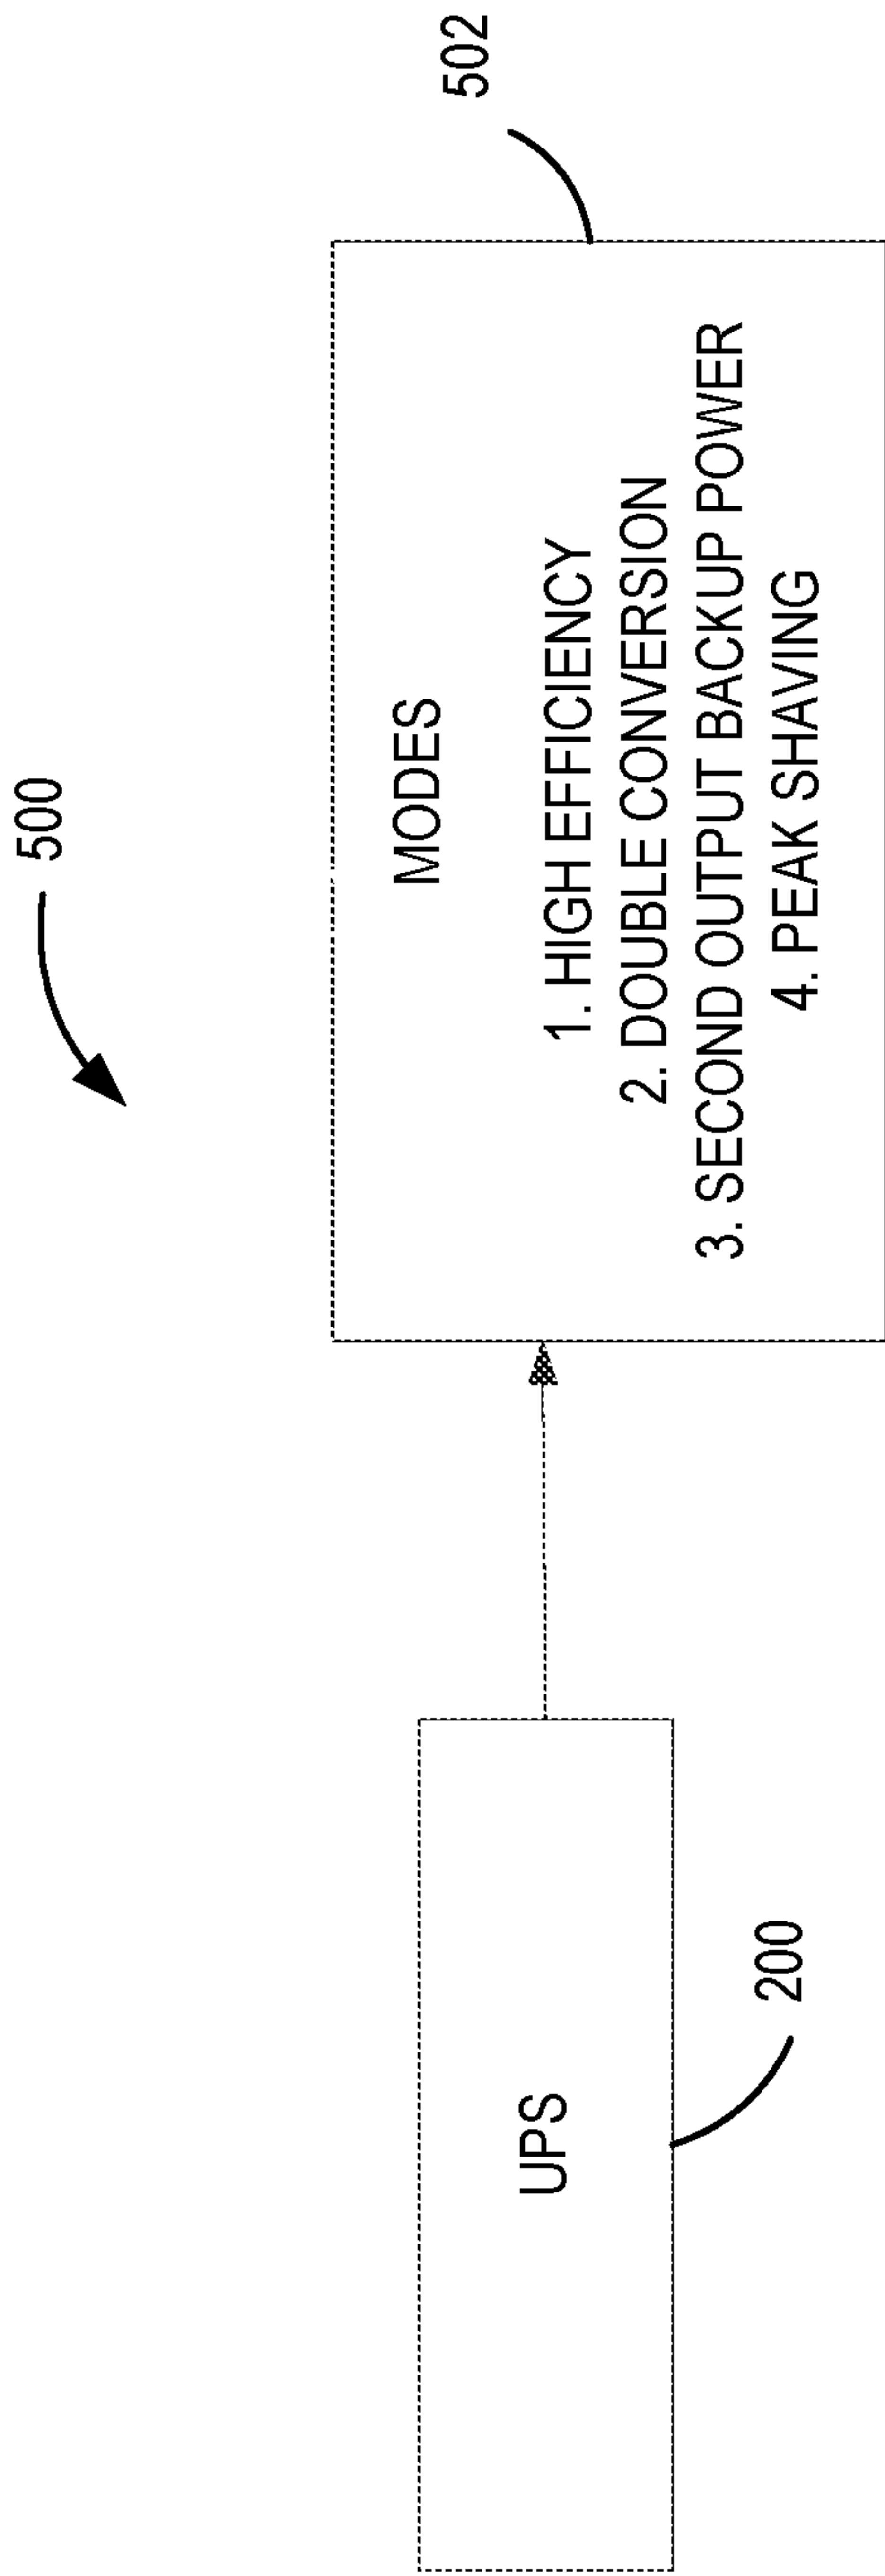 500
502
MODES
1. HIGH EFFICIENCY
2. DOUBLE CONVERSION
3. SECOND OUTPUT BACKUP POWER
4. PEAK SHAVING
UPS
200